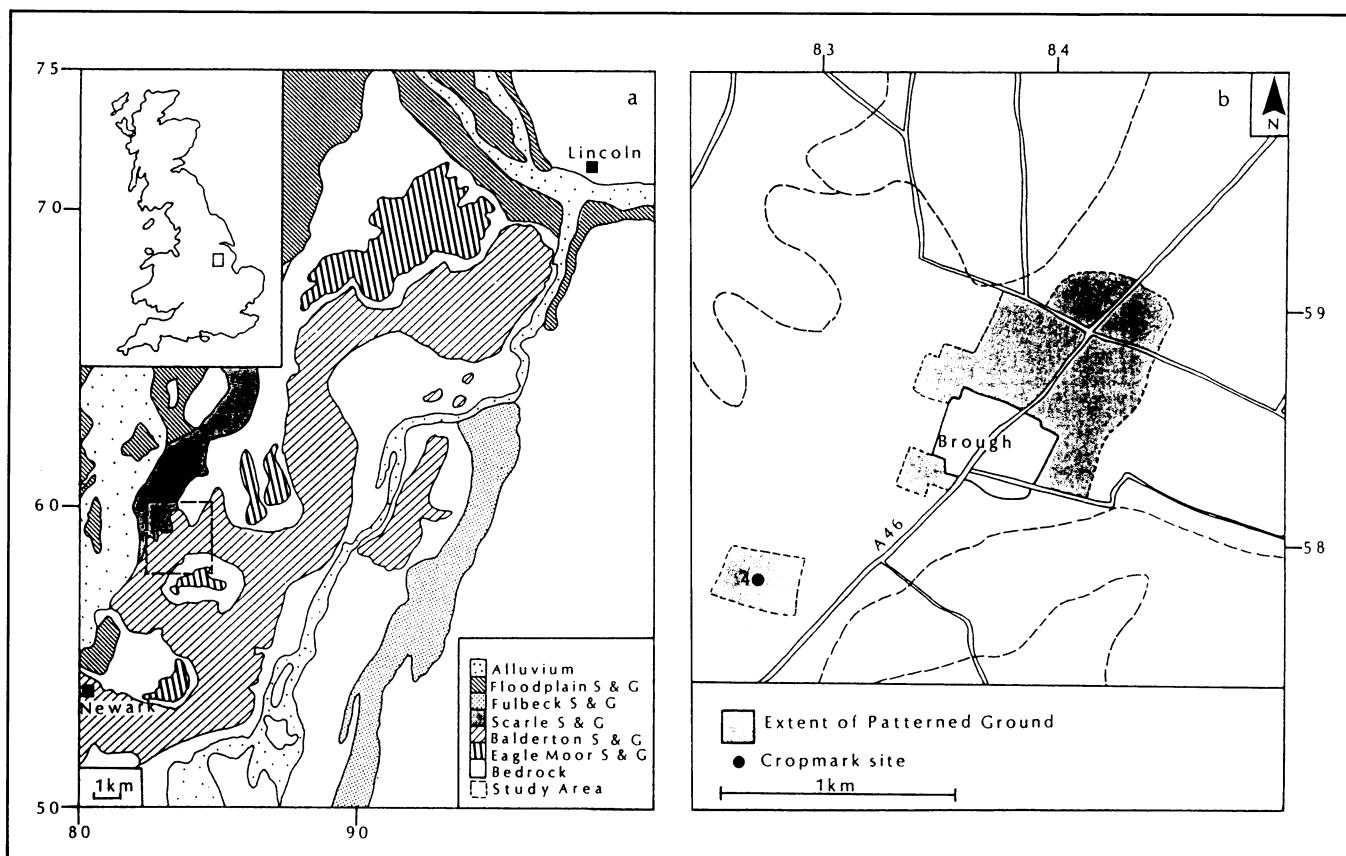 75
70
60
50
80
90
a
Lincoln
Newark
1km
Alluvium
Floodplain S & G
Fulbeck S & G
Scarle S & G
Balderton S & G
Eagle Moor S & G
Bedrock
Study Area
83
84
b
N
59
58
Brough
A46
4
Extent of Patterned Ground
Cropmark site
1km